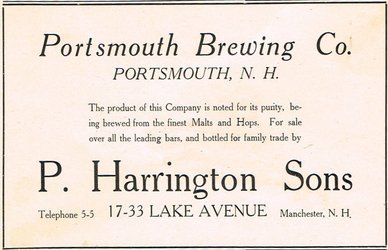 Portsmouth Brewing Co.
PORTSMOUTH, N. H.
The product of this Company is noted for its purity, be-
ing brewed from the finest Malts and Hops. For sale
over all the leading bars, and bottled for family trade by
P. Harrington Sons
Telephone 5-5 17-33 LAKE AVENUE Manchester, N. H.